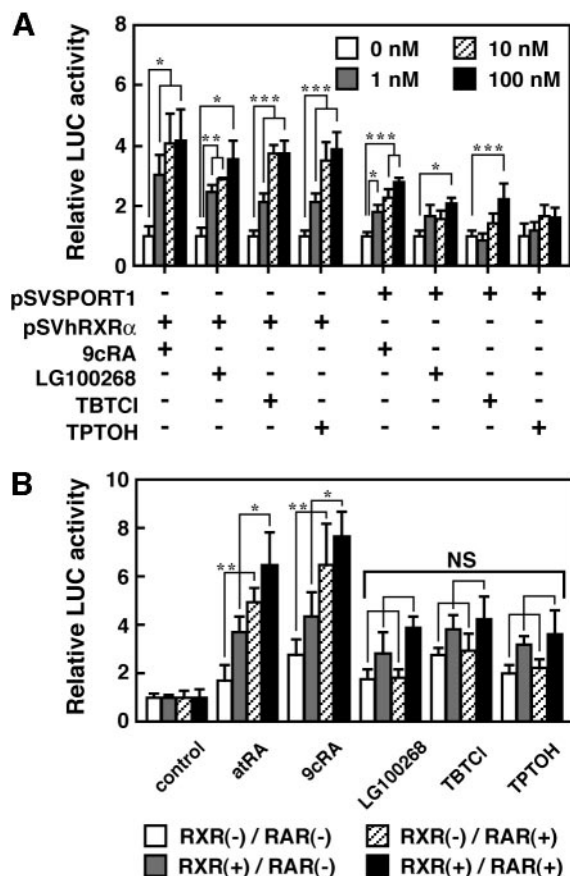 A
Relative LUC activity
8
6
4
2
0
0 nM 10 nM
1 nM 100 nM
* * ** *** *** *** * * ***
pSVSPORT1 - - - - + + + +
pSVhRXRα + + + + - - - -
9cRA + - - - + - - -
LG100268 - + - - - + - -
TBTCl - - + - - - + -
TPTOH - - - + - - - +
B
Relative LUC activity
10
8
6
4
2
0
** * ** * NS
control atRA 9cRA LG100268 TBTCl TPTOH
RXR(-) / RAR(-) RXR(-) / RAR(+)
RXR(+) / RAR(-) RXR(+) / RAR(+)